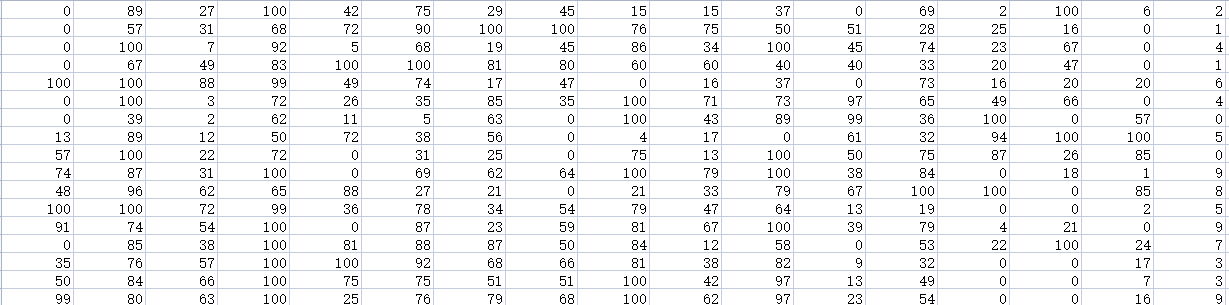 0 89 27 100 42 75 29 45 15 15 37 0 69 2 100 6 2
0 57 31 68 72 90 100 100 76 75 50 51 28 25 16 0 1
0 100 7 92 5 68 19 45 86 34 100 45 74 23 67 0 4
0 67 49 83 100 100 81 80 60 60 40 40 33 20 47 0 1
100 100 88 99 49 74 17 47 0 16 37 0 73 16 20 20 6
0 100 3 72 26 35 85 35 100 71 73 97 65 49 66 0 4
0 39 2 62 11 5 63 0 100 43 89 99 36 100 0 57 0
13 89 12 50 72 38 56 0 4 17 0 61 32 94 100 100 5
57 100 22 72 0 31 25 0 75 13 100 50 75 87 26 85 0
74 87 31 100 0 69 62 64 100 79 100 38 84 0 18 1 9
48 96 62 65 88 27 21 0 21 33 79 67 100 100 0 85 8
100 100 72 99 36 78 34 54 79 47 64 13 19 0 0 2 5
91 74 54 100 0 87 23 59 81 67 100 39 79 4 21 0 9
0 85 38 100 81 88 87 50 84 12 58 0 53 22 100 24 7
35 76 57 100 100 92 68 66 81 38 82 9 32 0 0 17 3
50 84 66 100 75 75 51 51 100 42 97 13 49 0 0 7 3
99 80 63 100 25 76 79 68 100 62 97 23 54 0 0 16 9